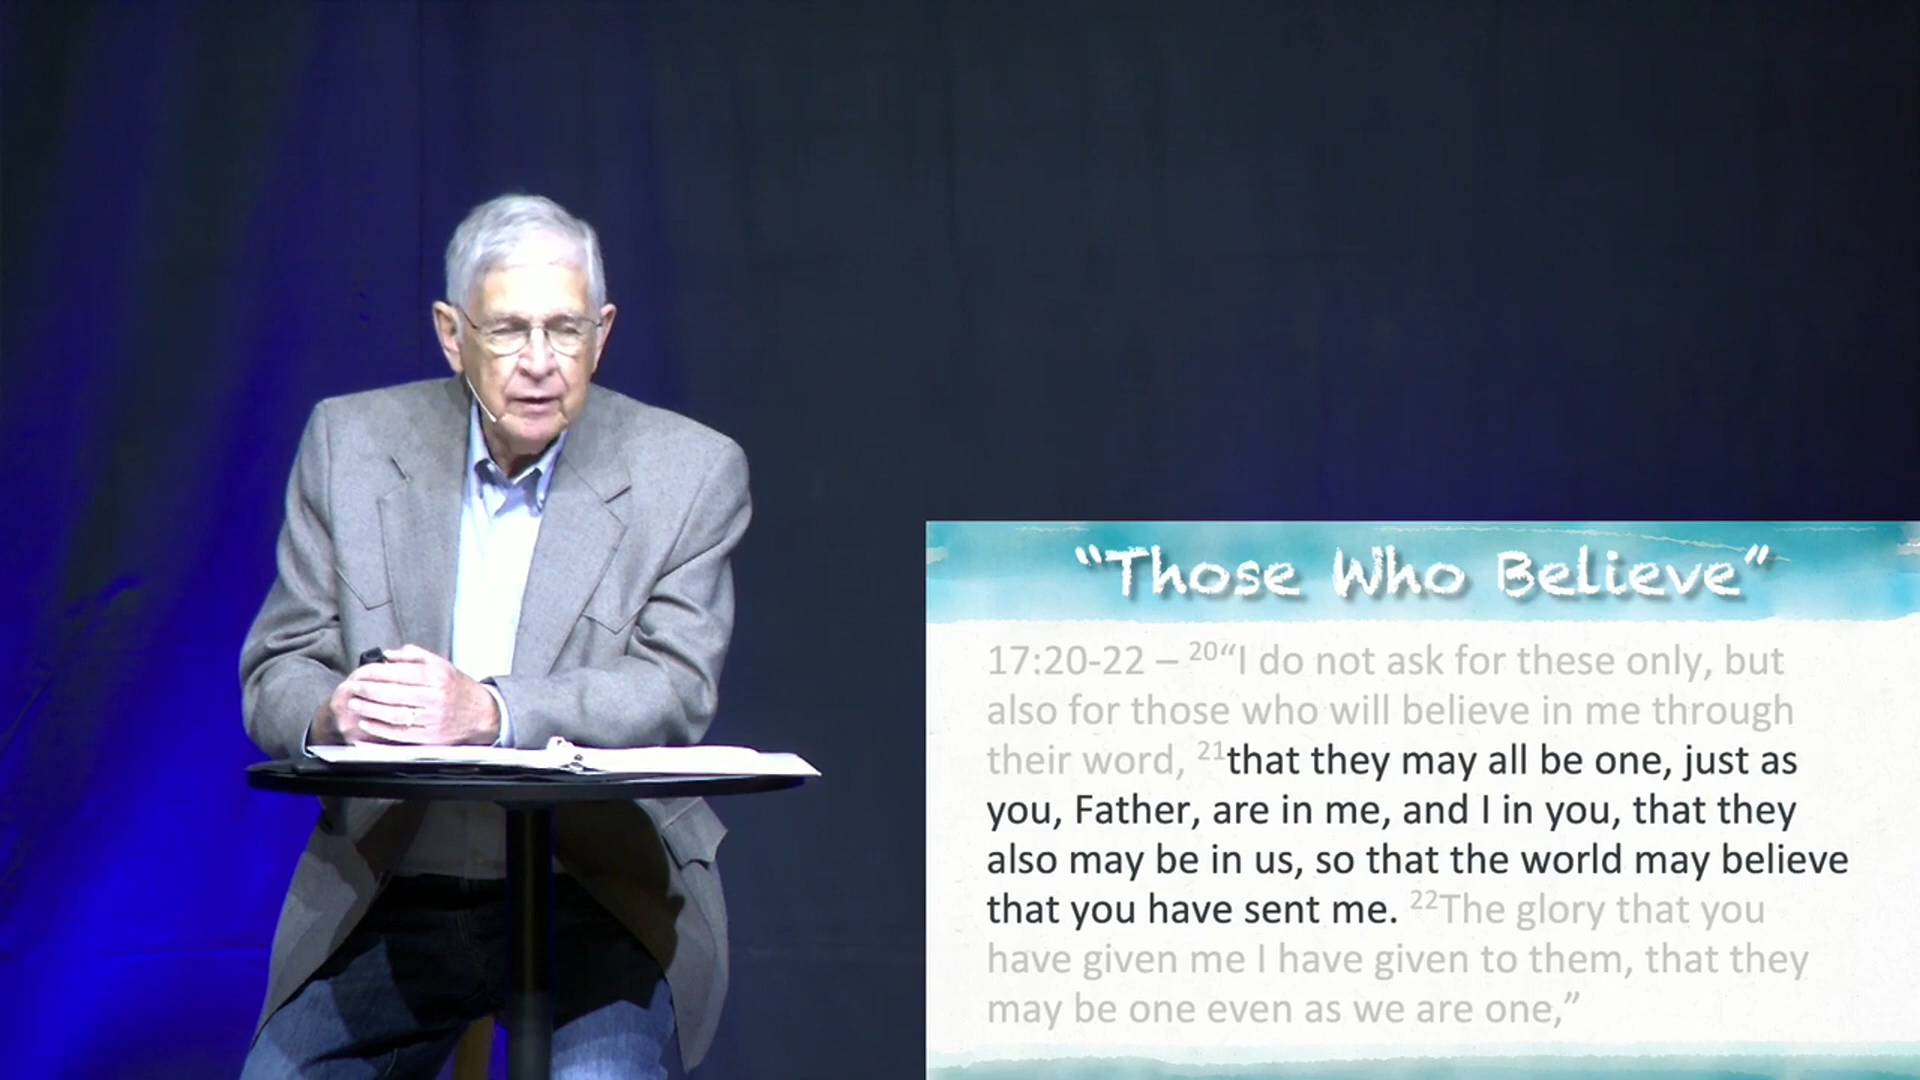 “Those Who Believe”
17:20-22 – ²⁰“I do not ask for these only, but
also for those who will believe in me through
their word, ²¹that they may all be one, just as
you, Father, are in me, and I in you, that they
also may be in us, so that the world may believe
that you have sent me. ²²The glory that you
have given me I have given to them, that they
may be one even as we are one,”